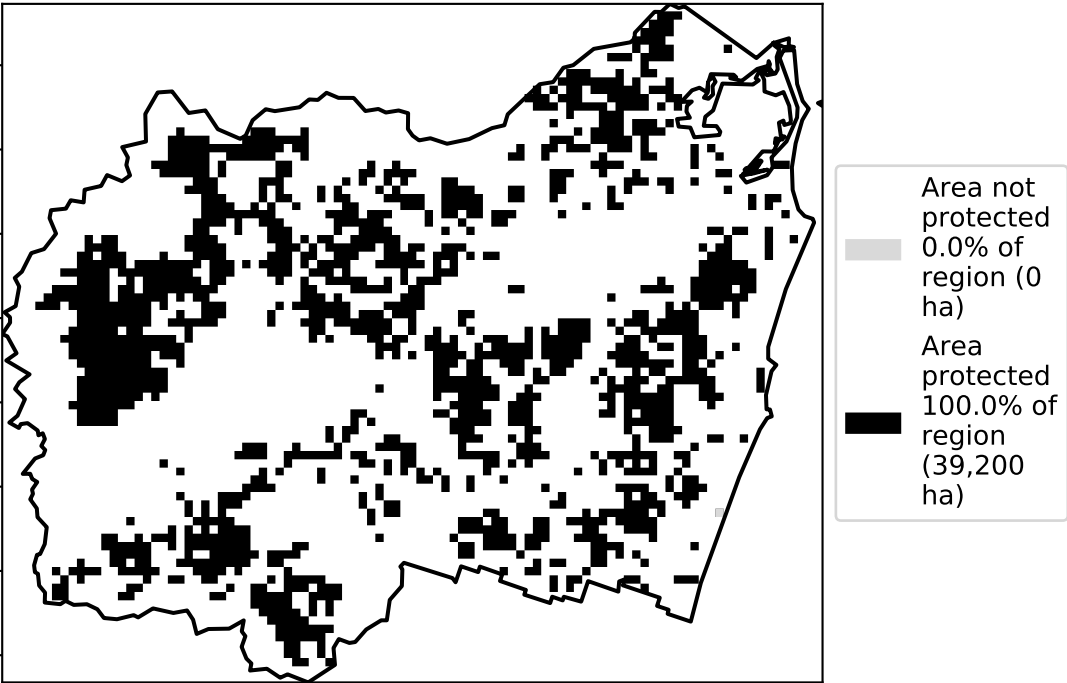 Area not
protected
0.0% of
region (0
ha)
Area
protected
100.0% of
region
(39,200
ha)